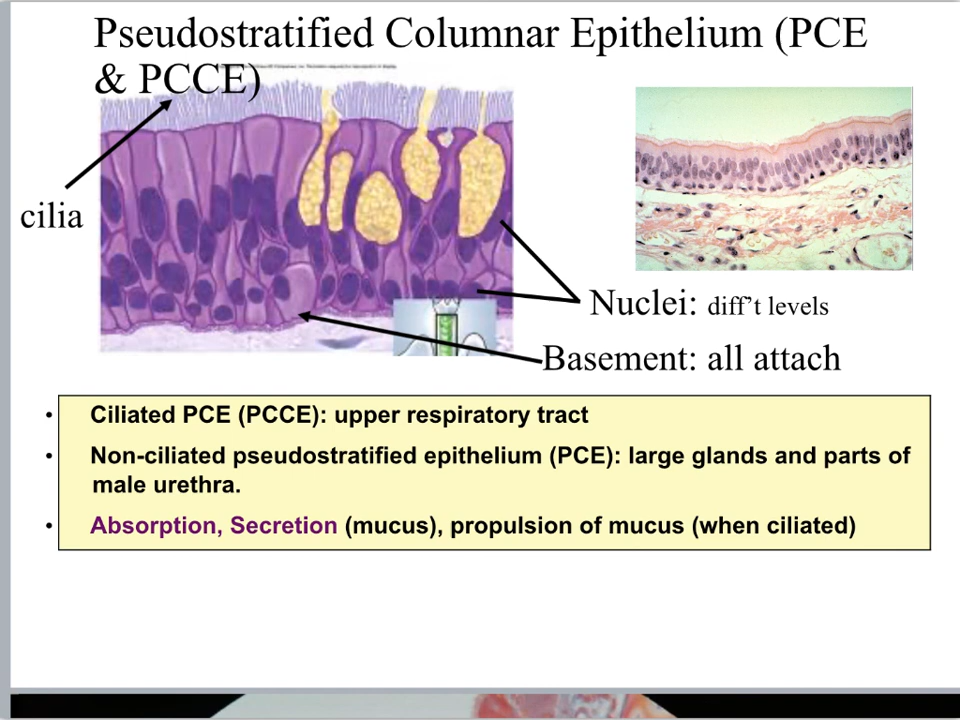 Pseudostratified Columnar Epithelium (PCE
& PCCE)
cilia
Nuclei: diff't levels
Basement: all attach
• Ciliated PCE (PCCE): upper respiratory tract
• Non-ciliated pseudostratified epithelium (PCE): large glands and parts of
male urethra.
• Absorption, Secretion (mucus), propulsion of mucus (when ciliated)